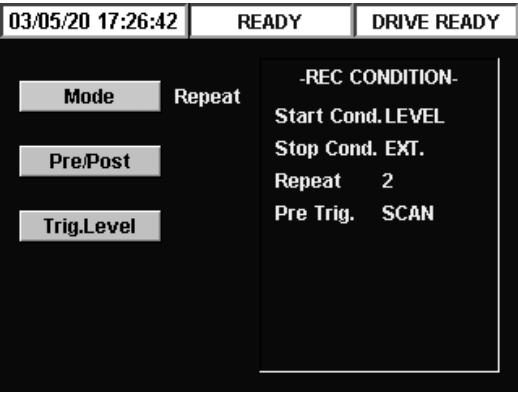 03/05/20 17:26:42 READY DRIVE READY
Mode Repeat
Pre/Post
Trig.Level
-REC CONDITION-
Start Cond. LEVEL
Stop Cond. EXT.
Repeat 2
Pre Trig. SCAN